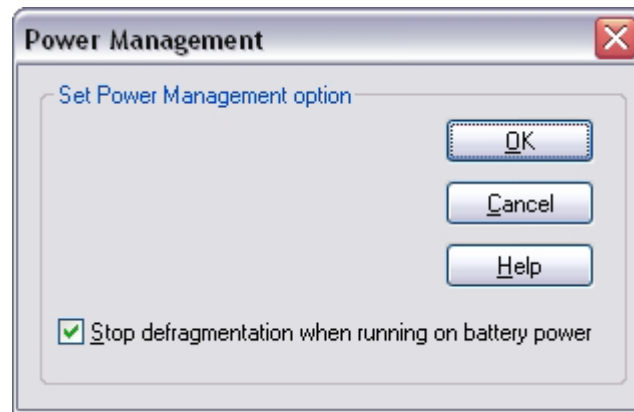 Power Management
Set Power Management option
OK
Cancel
Help
Stop defragmentation when running on battery power